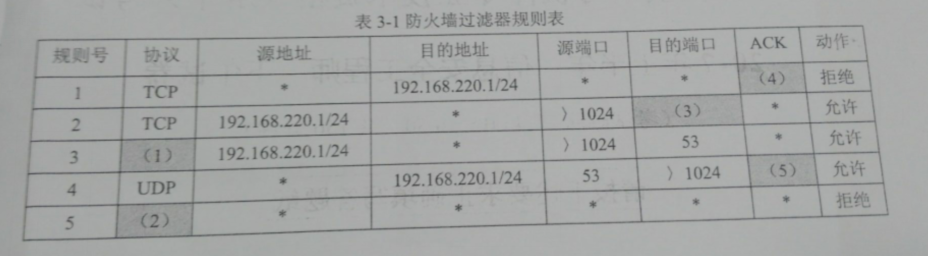 表 3-1 防火墙过滤器规则表
规则号 协议 源地址 目的地址 源端口 目的端口 ACK 动作
1 TCP * 192.168.220.1/24 * * （4） 拒绝
2 TCP 192.168.220.1/24 * 〉1024 （3） * 允许
3 （1） 192.168.220.1/24 * 〉1024 53 * 允许
4 UDP * 192.168.220.1/24 53 〉1024 （5） 允许
5 （2） * * * * * 拒绝